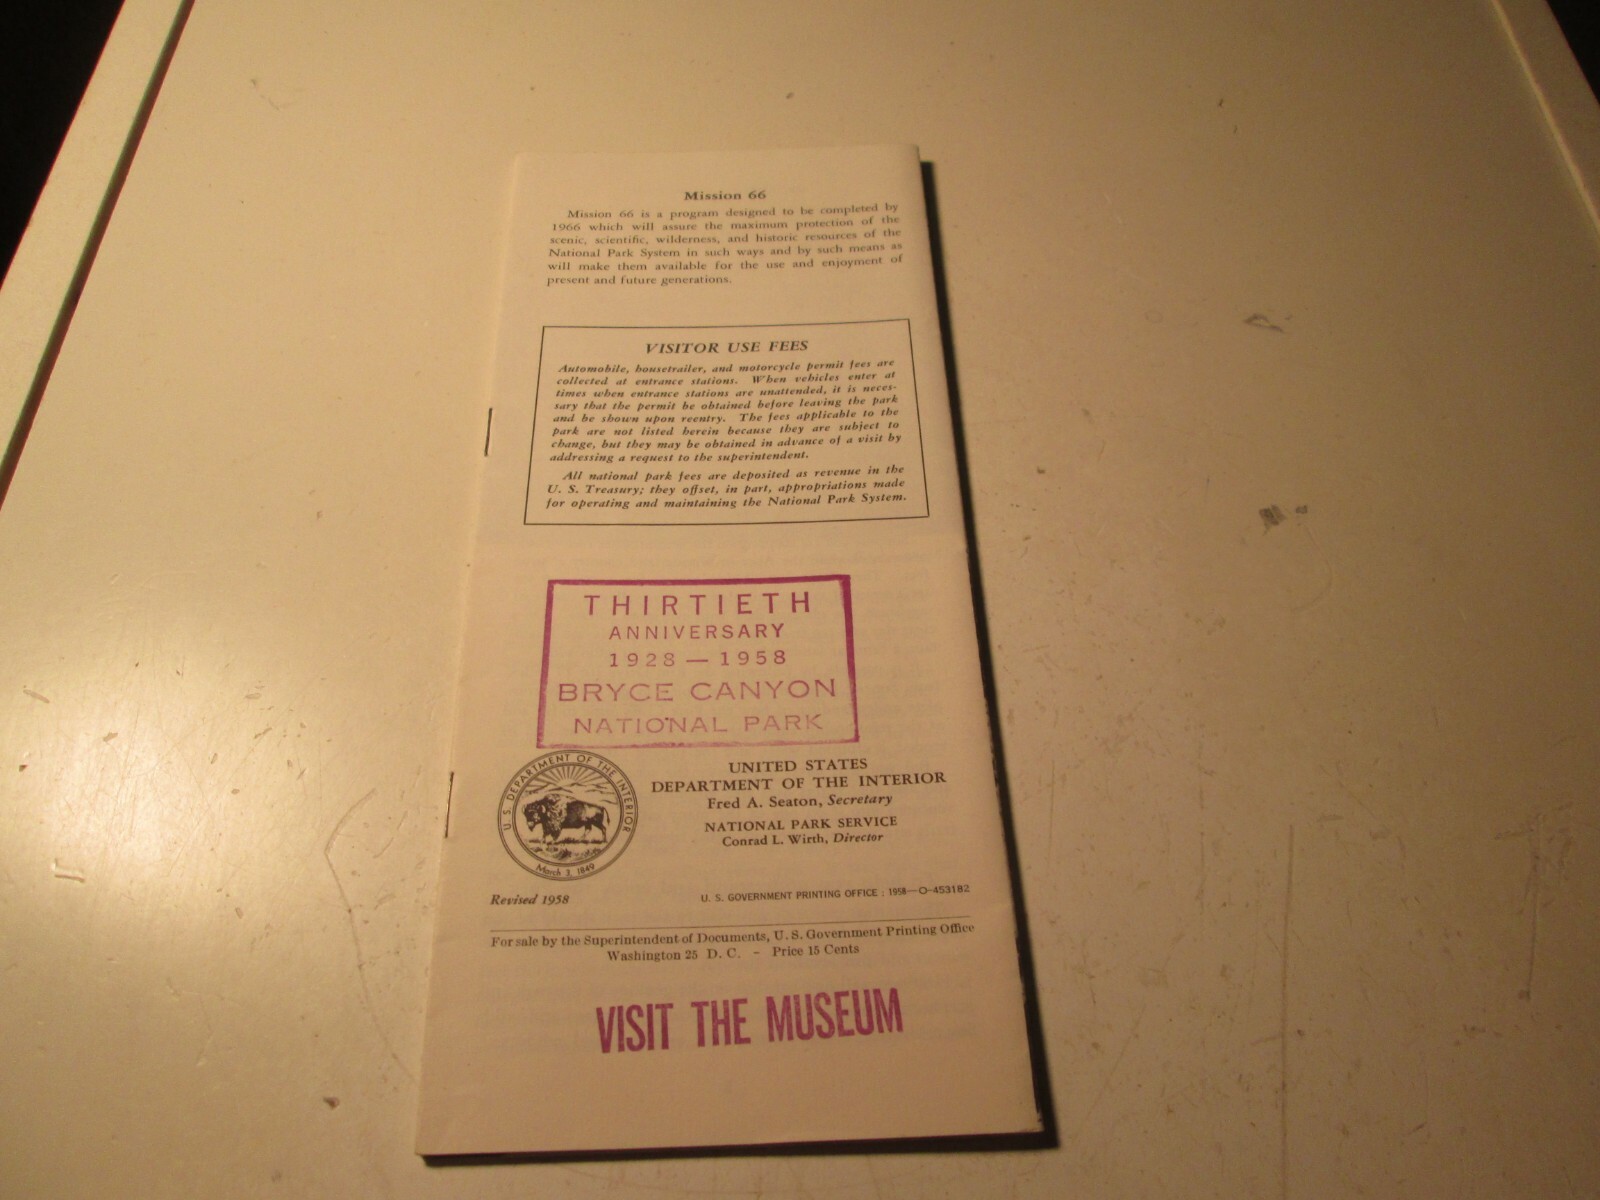 Mission 66
Mission 66 is a program designed to be completed by
1966 which will assure the maximum protection of the
scenic, scientific, wilderness, and historic resources of the
National Park System in such ways and by such means as
will make them available for the use and enjoyment of
present and future generations.
VISITOR USE FEES
Automobile, housetrailer, and motorcycle permit fees are
collected at entrance stations. When vehicles enter at
times when entrance stations are unattended, it is neces-
sary that the permit be obtained before leaving the park
and be shown upon reentry. The fees applicable to the
park are not listed herein because they are subject to
change, but they may be obtained in advance of a visit by
addressing a request to the superintendent.
All national park fees are deposited as revenue in the
U. S. Treasury; they offset, in part, appropriations made
for operating and maintaining the National Park System.
THIRTIETH
ANNIVERSARY
1928 — 1958
BRYCE CANYON
NATIONAL PARK
U. S. DEPARTMENT OF THE INTERIOR
March 3, 1849
UNITED STATES
DEPARTMENT OF THE INTERIOR
Fred A. Seaton, Secretary
NATIONAL PARK SERVICE
Conrad L. Wirth, Director
Revised 1958
U. S. GOVERNMENT PRINTING OFFICE : 1958—O-453182
For sale by the Superintendent of Documents, U. S. Government Printing Office
Washington 25 D. C. - Price 15 Cents
VISIT THE MUSEUM